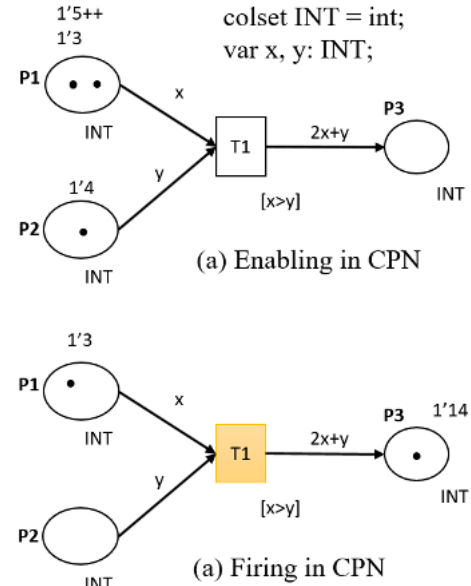 1'5++
1'3
colset INT = int;
var x, y: INT;
P1
x
INT
P3
2x+y
T1
INT
y
1'4
[x>y]
P2
INT
(a) Enabling in CPN
1'3
P1
x
INT
P3
1'14
2x+y
T1
INT
y
[x>y]
P2
INT
(a) Firing in CPN